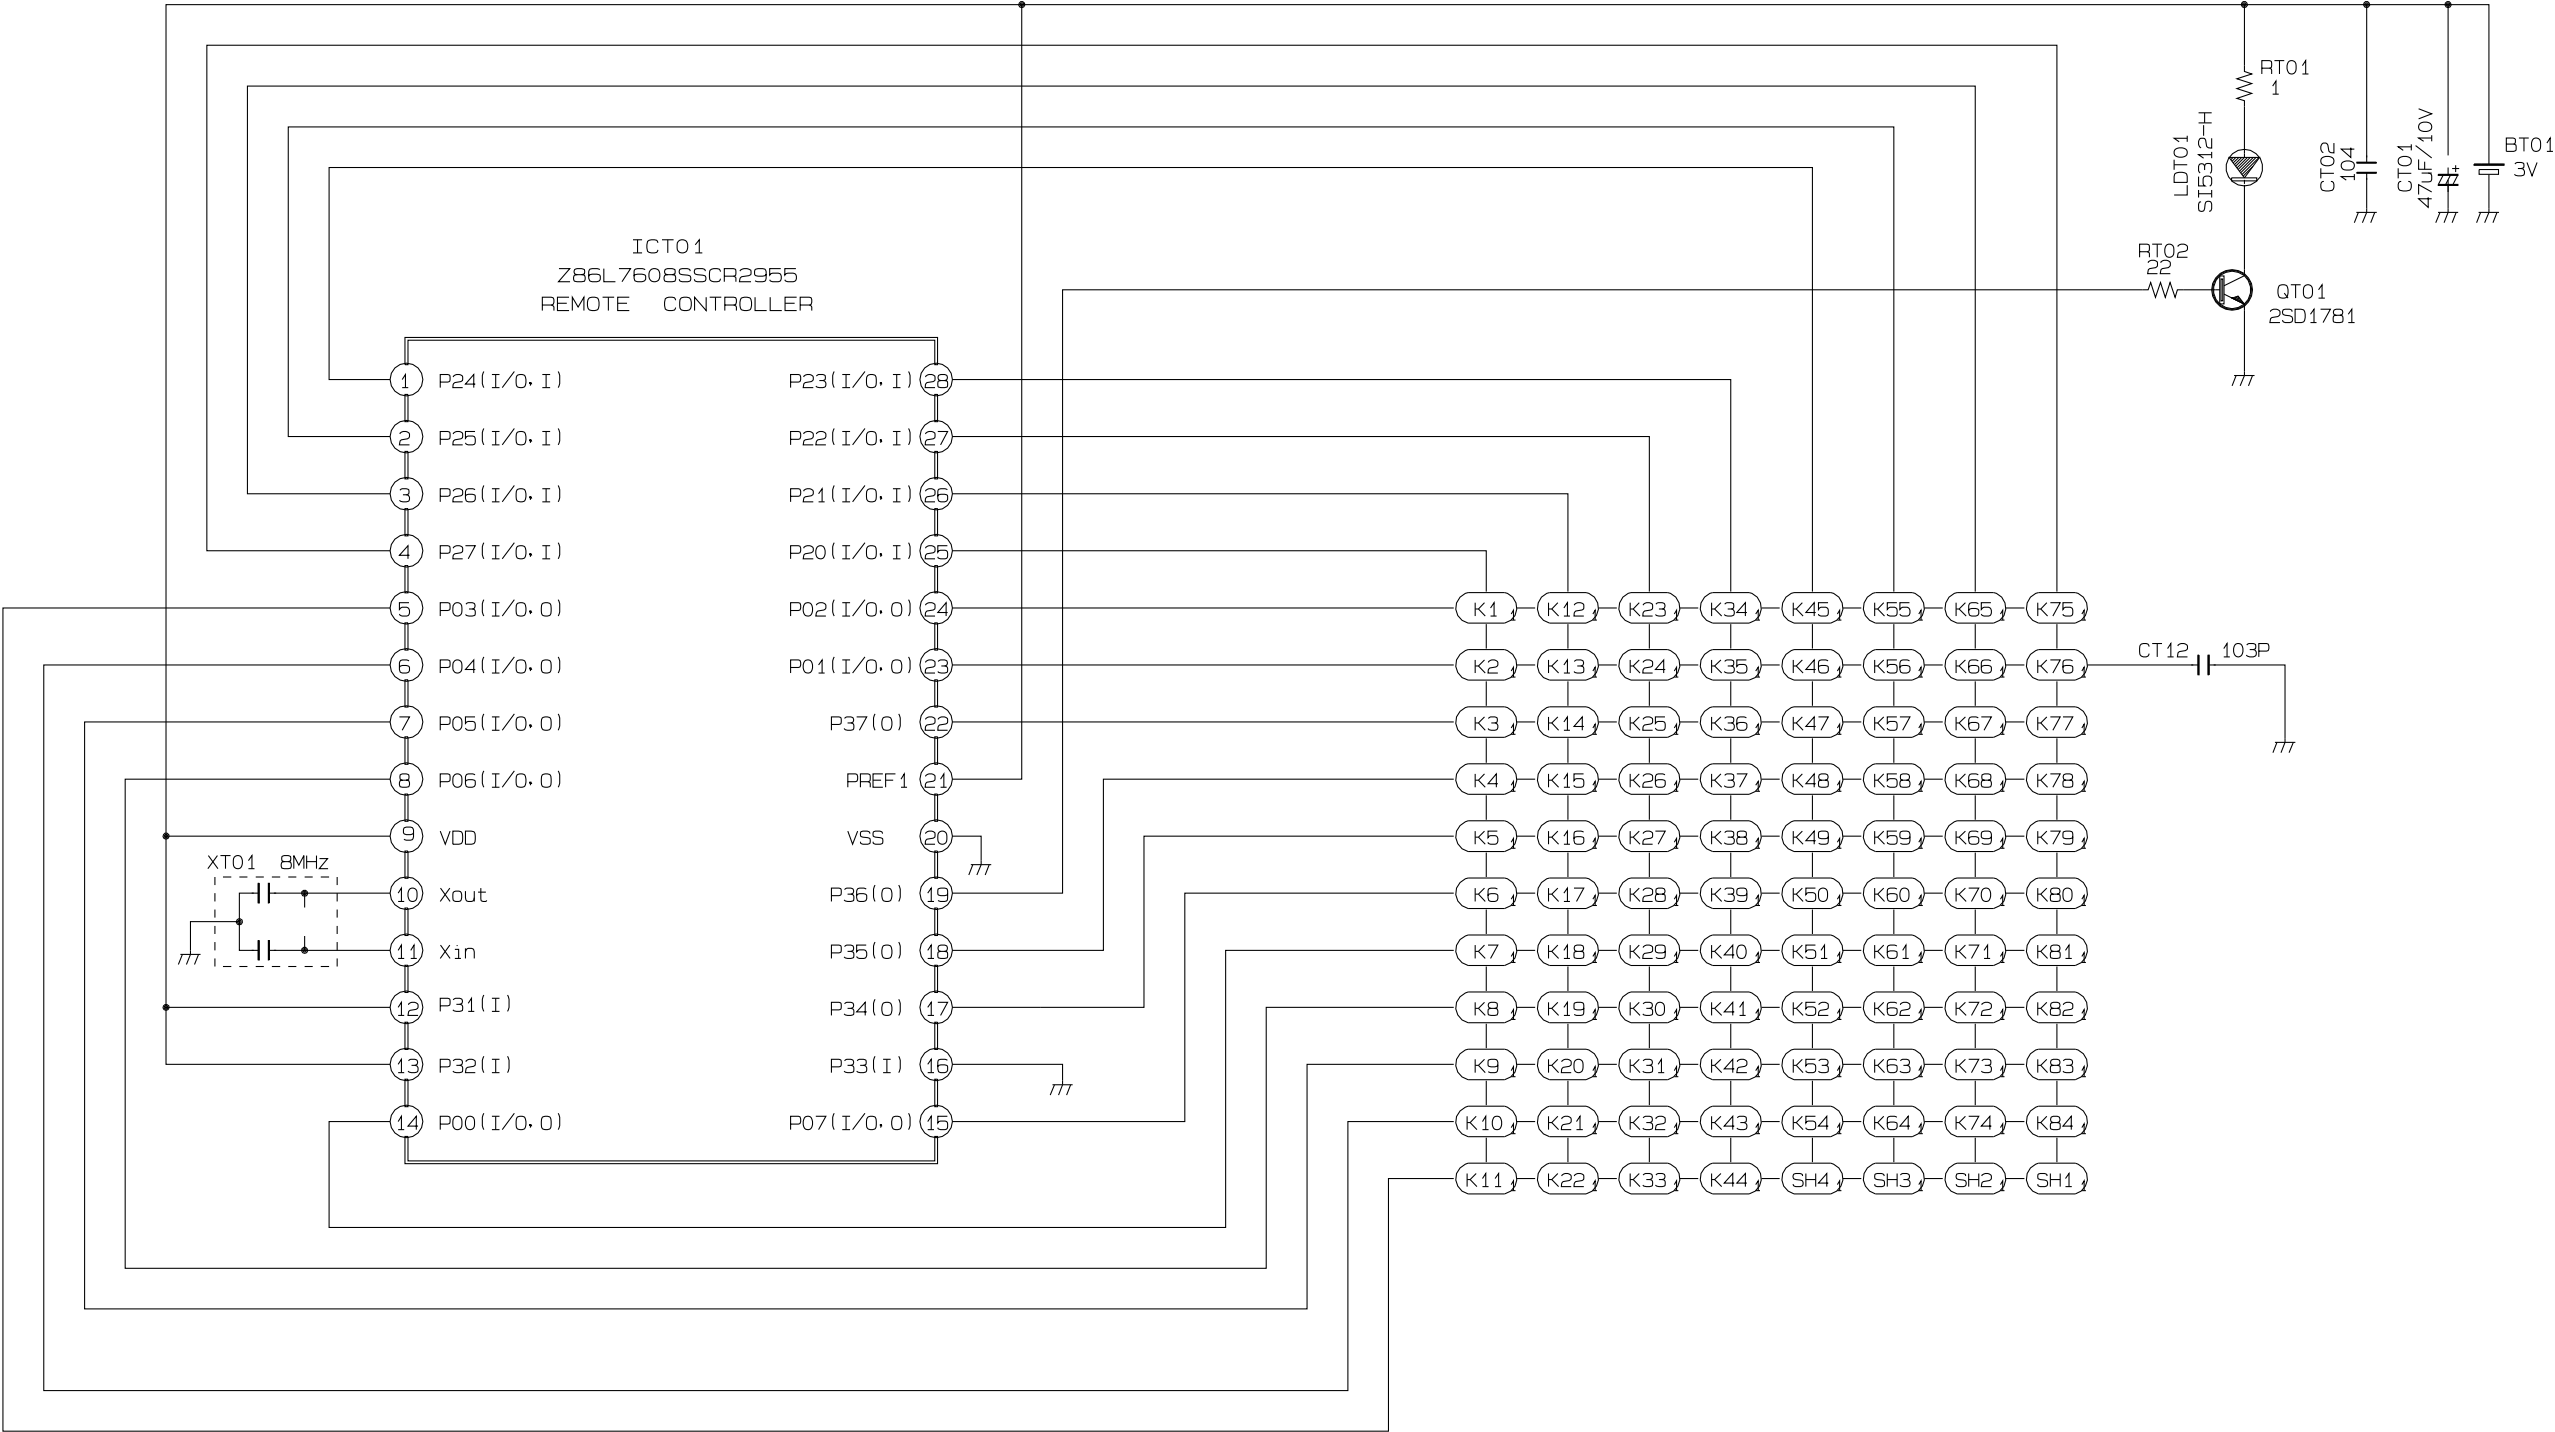 RT01
1
LDT01
SI5312-H
CT02
104
CT01
47uF/10V
+
BT01
3V
ICT01
Z86L7608SSCR2955
REMOTE CONTROLLER
RT02
22
QT01
2SD1781
1 P24(I/O,I) P23(I/O,I) 28
2 P25(I/O,I) P22(I/O,I) 27
3 P26(I/O,I) P21(I/O,I) 26
4 P27(I/O,I) P20(I/O,I) 25
5 P03(I/O,O) P02(I/O,O) 24
6 P04(I/O,O) P01(I/O,O) 23
7 P05(I/O,O) P37(O) 22
8 P06(I/O,O) PREF1 21
9 VDD VSS 20
XT01 8MHz
10 Xout P36(O) 19
11 Xin P35(O) 18
12 P31(I) P34(O) 17
13 P32(I) P33(I) 16
14 P00(I/O,O) P07(I/O,O) 15
K1 K12 K23 K34 K45 K55 K65 K75
K2 K13 K24 K35 K46 K56 K66 K76
CT12 103P
K3 K14 K25 K36 K47 K57 K67 K77
K4 K15 K26 K37 K48 K58 K68 K78
K5 K16 K27 K38 K49 K59 K69 K79
K6 K17 K28 K39 K50 K60 K70 K80
K7 K18 K29 K40 K51 K61 K71 K81
K8 K19 K30 K41 K52 K62 K72 K82
K9 K20 K31 K42 K53 K63 K73 K83
K10 K21 K32 K43 K54 K64 K74 K84
K11 K22 K33 K44 SH4 SH3 SH2 SH1